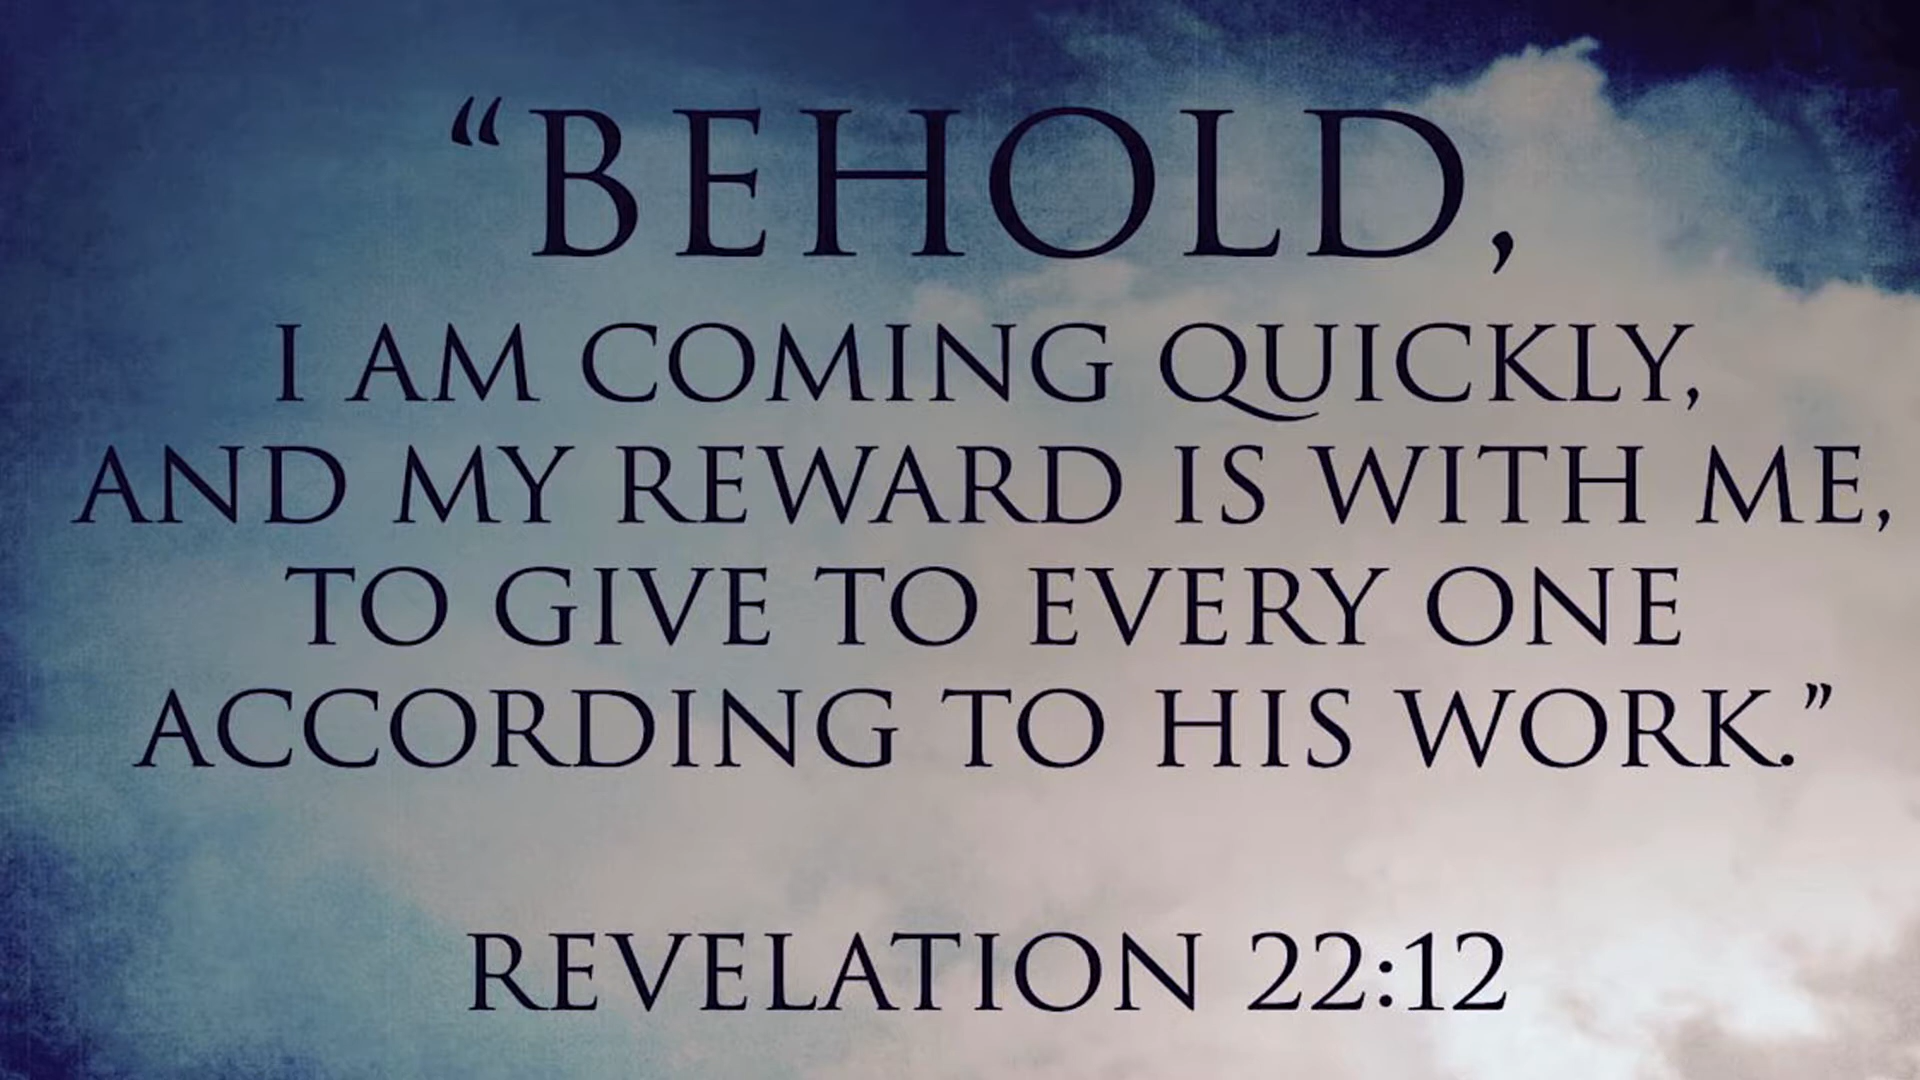 “BEHOLD,
I AM COMING QUICKLY,
AND MY REWARD IS WITH ME,
TO GIVE TO EVERY ONE
ACCORDING TO HIS WORK.”
REVELATION 22:12